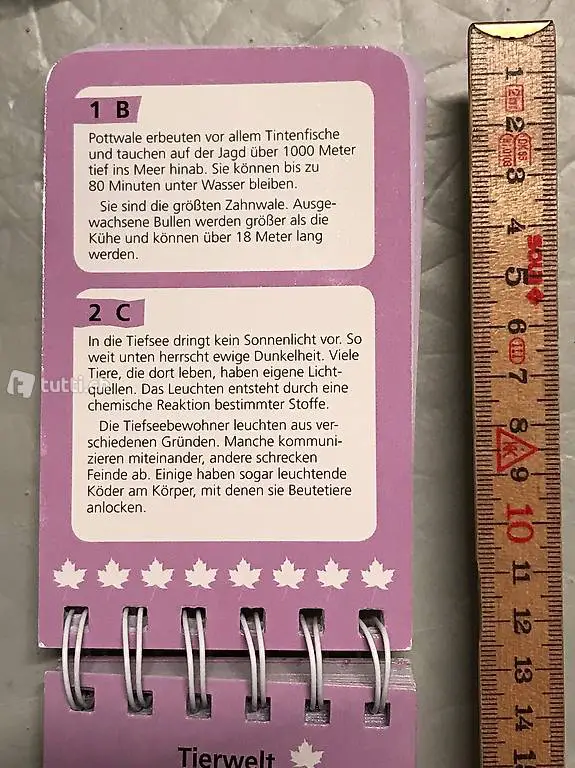 1 B
Pottwale erbeuten vor allem Tintenfische
und tauchen auf der Jagd über 1000 Meter
tief ins Meer hinab. Sie können bis zu
80 Minuten unter Wasser bleiben.
Sie sind die größten Zahnwale. Ausge-
wachsene Bullen werden größer als die
Kühe und können über 18 Meter lang
werden.
2 C
In die Tiefsee dringt kein Sonnenlicht vor. So
weit unten herrscht ewige Dunkelheit. Viele
Tiere, die dort leben, haben eigene Licht-
quellen. Das Leuchten entsteht durch eine
chemische Reaktion bestimmter Stoffe.
Die Tiefseebewohner leuchten aus ver-
schiedenen Gründen. Manche kommuni-
zieren miteinander, andere schrecken
Feinde ab. Einige haben sogar leuchtende
Köder am Körper, mit denen sie Beutetiere
anlocken.
Tierwelt
tutti.ch
1
2
3
4
5
6
7
8
9
10
11
12
13
14